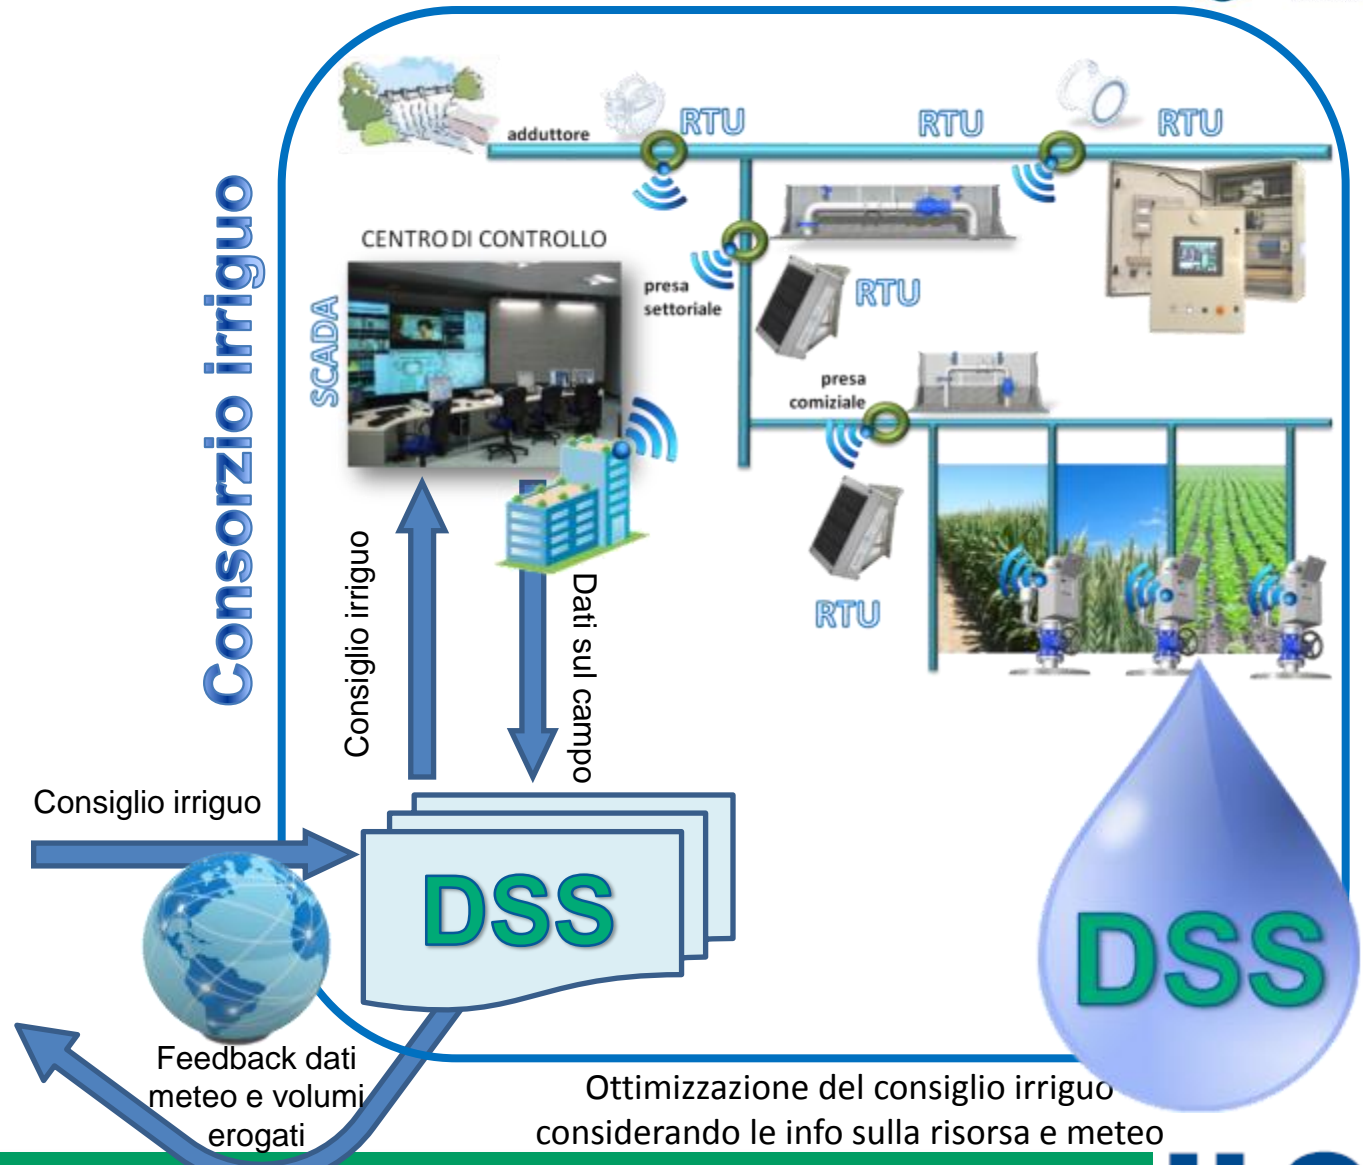 RTU
RTU
RTU
adduttore
Consorzio irriguo
CENTRO DI CONTROLLO
SCADA
presa
settoriale
RTU
presa
comiziale
RTU
Consiglio irriguo
Dati sul campo
Consiglio irriguo
DSS
DSS
Feedback dati
meteo e volumi
erogati
Ottimizzazione del consiglio irriguo
considerando le info sulla risorsa e meteo